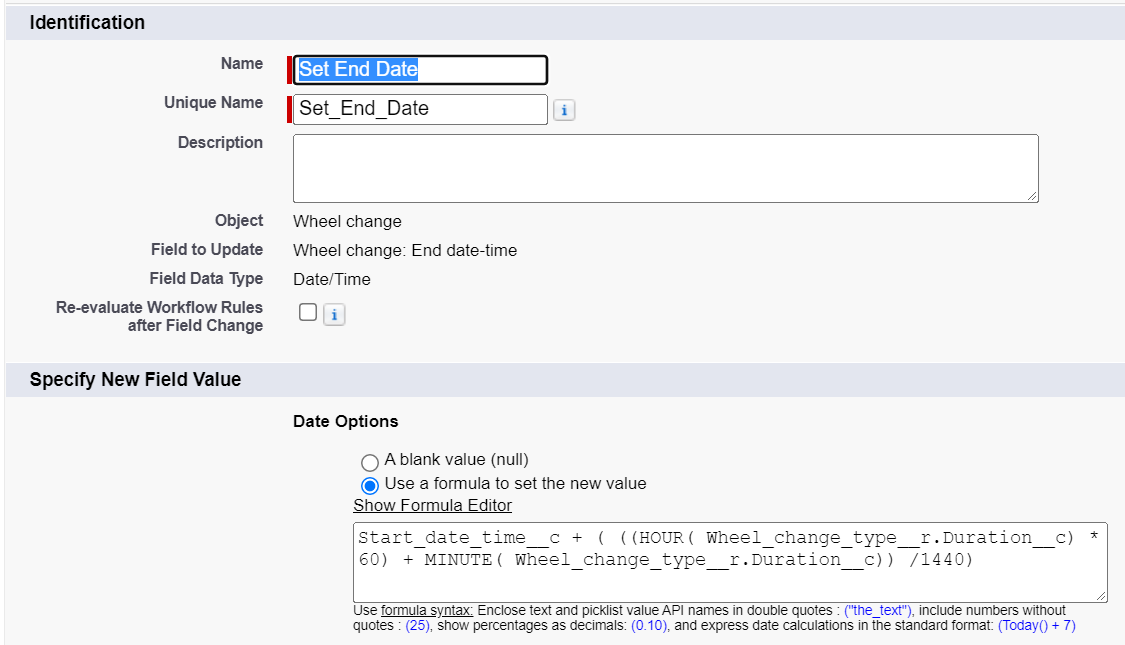 Identification
Name
Set End Date
Unique Name
Set_End_Date
i
Description
Object
Wheel change
Field to Update
Wheel change: End date-time
Field Data Type
Date/Time
Re-evaluate Workflow Rules
after Field Change
i
Specify New Field Value
Date Options
A blank value (null)
Use a formula to set the new value
Show Formula Editor
Start_date_time__c + ( ((HOUR( Wheel_change_type__r.Duration__c) *
60) + MINUTE( Wheel_change_type__r.Duration__c)) /1440)
Use formula syntax: Enclose text and picklist value API names in double quotes : ("the_text"), include numbers without
quotes : (25), show percentages as decimals: (0.10), and express date calculations in the standard format: (Today() + 7)